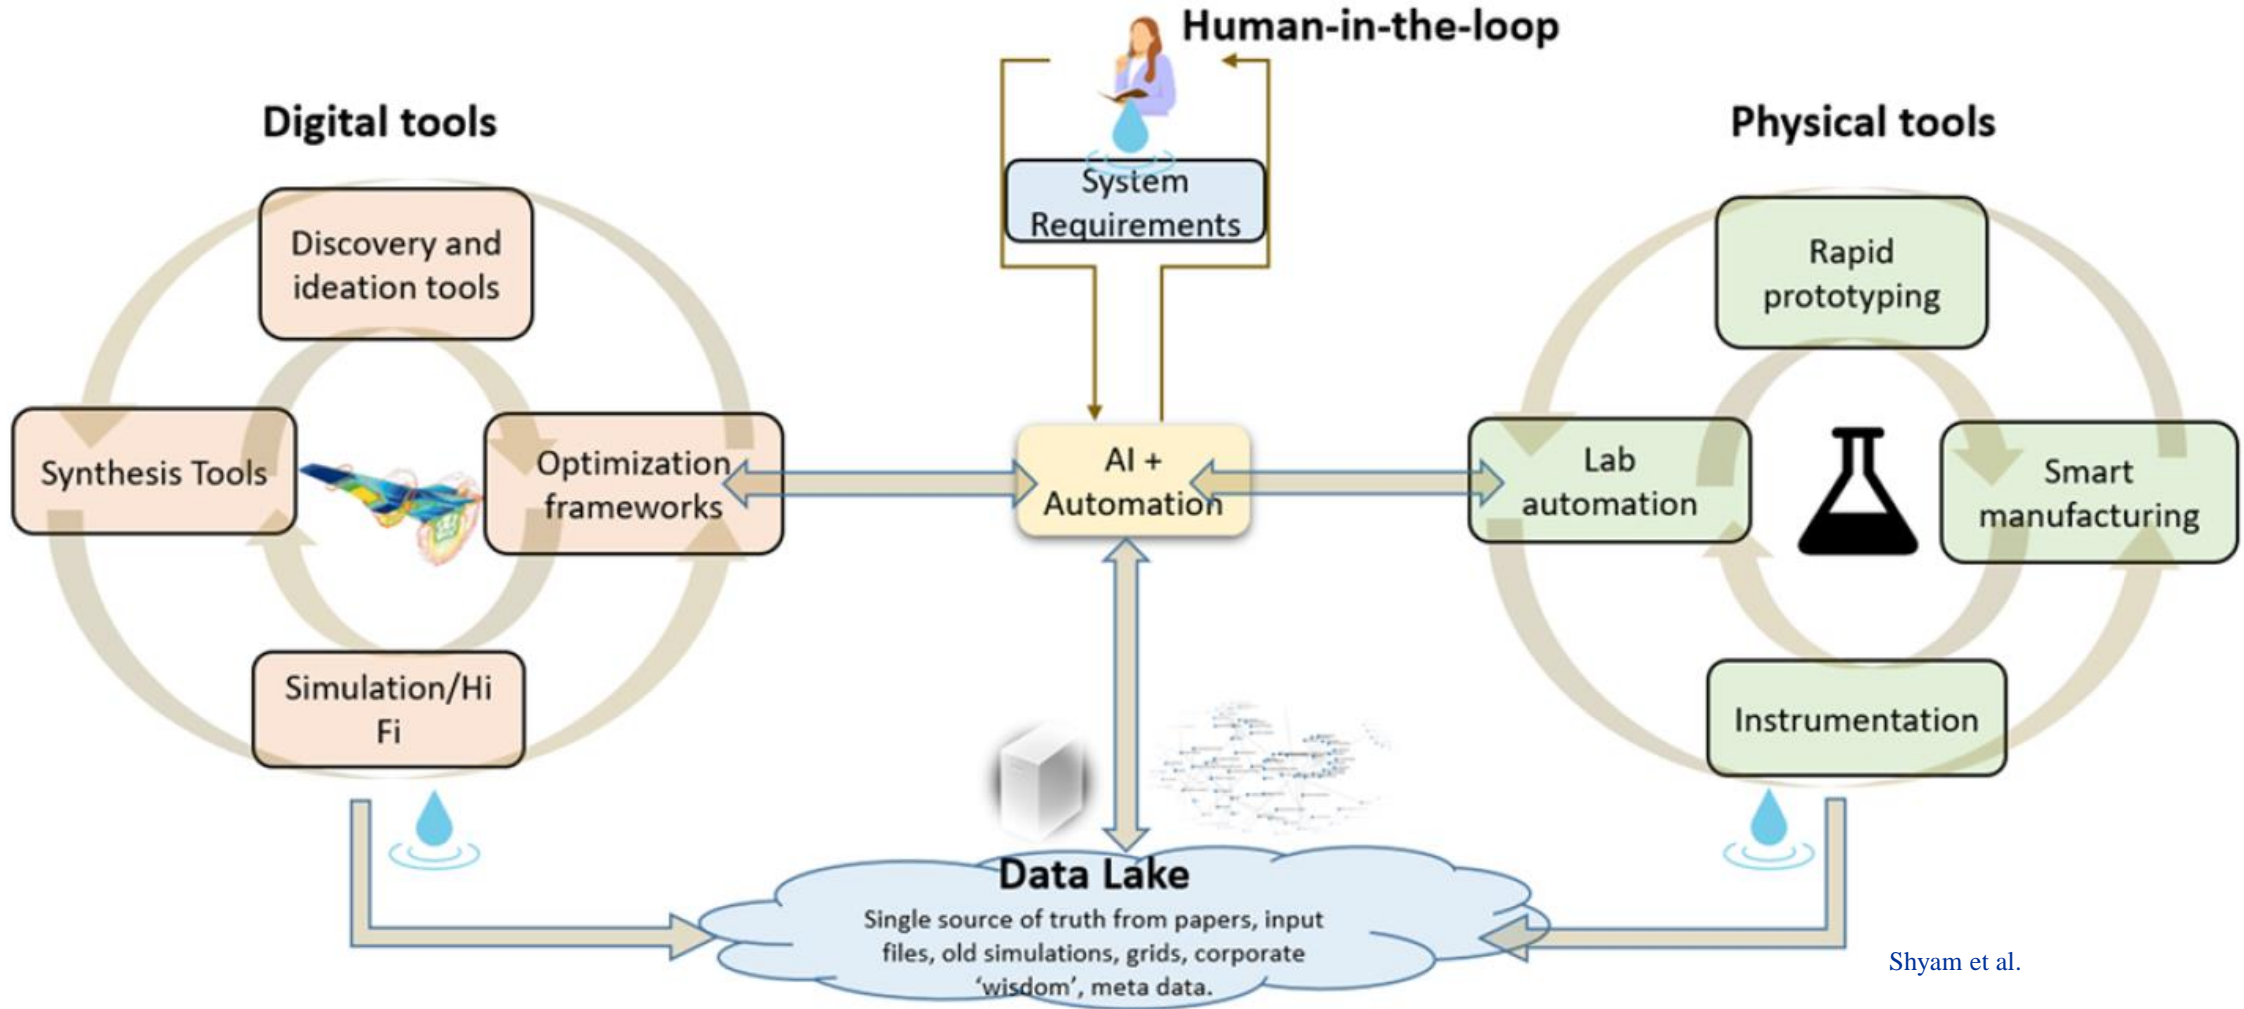 Human-in-the-loop
Digital tools
Physical tools
System
Requirements
Discovery and
ideation tools
Rapid
prototyping
Synthesis Tools
Optimization
frameworks
AI +
Automation
Lab
automation
Smart
manufacturing
Simulation/Hi
Fi
Instrumentation
Data Lake
Single source of truth from papers, input
files, old simulations, grids, corporate
‘wisdom’, meta data.
Shyam et al.